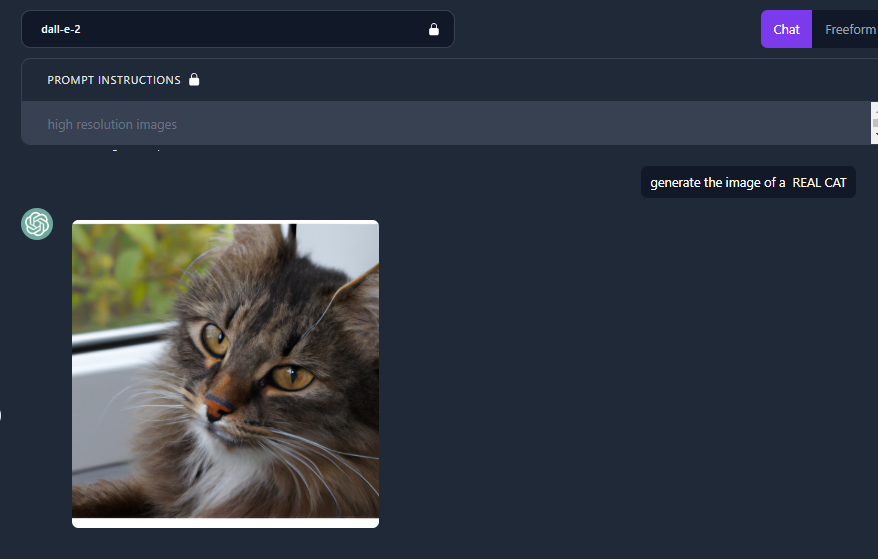 dall-e-2
Chat
Freeform
PROMPT INSTRUCTIONS
high resolution images
generate the image of a REAL CAT